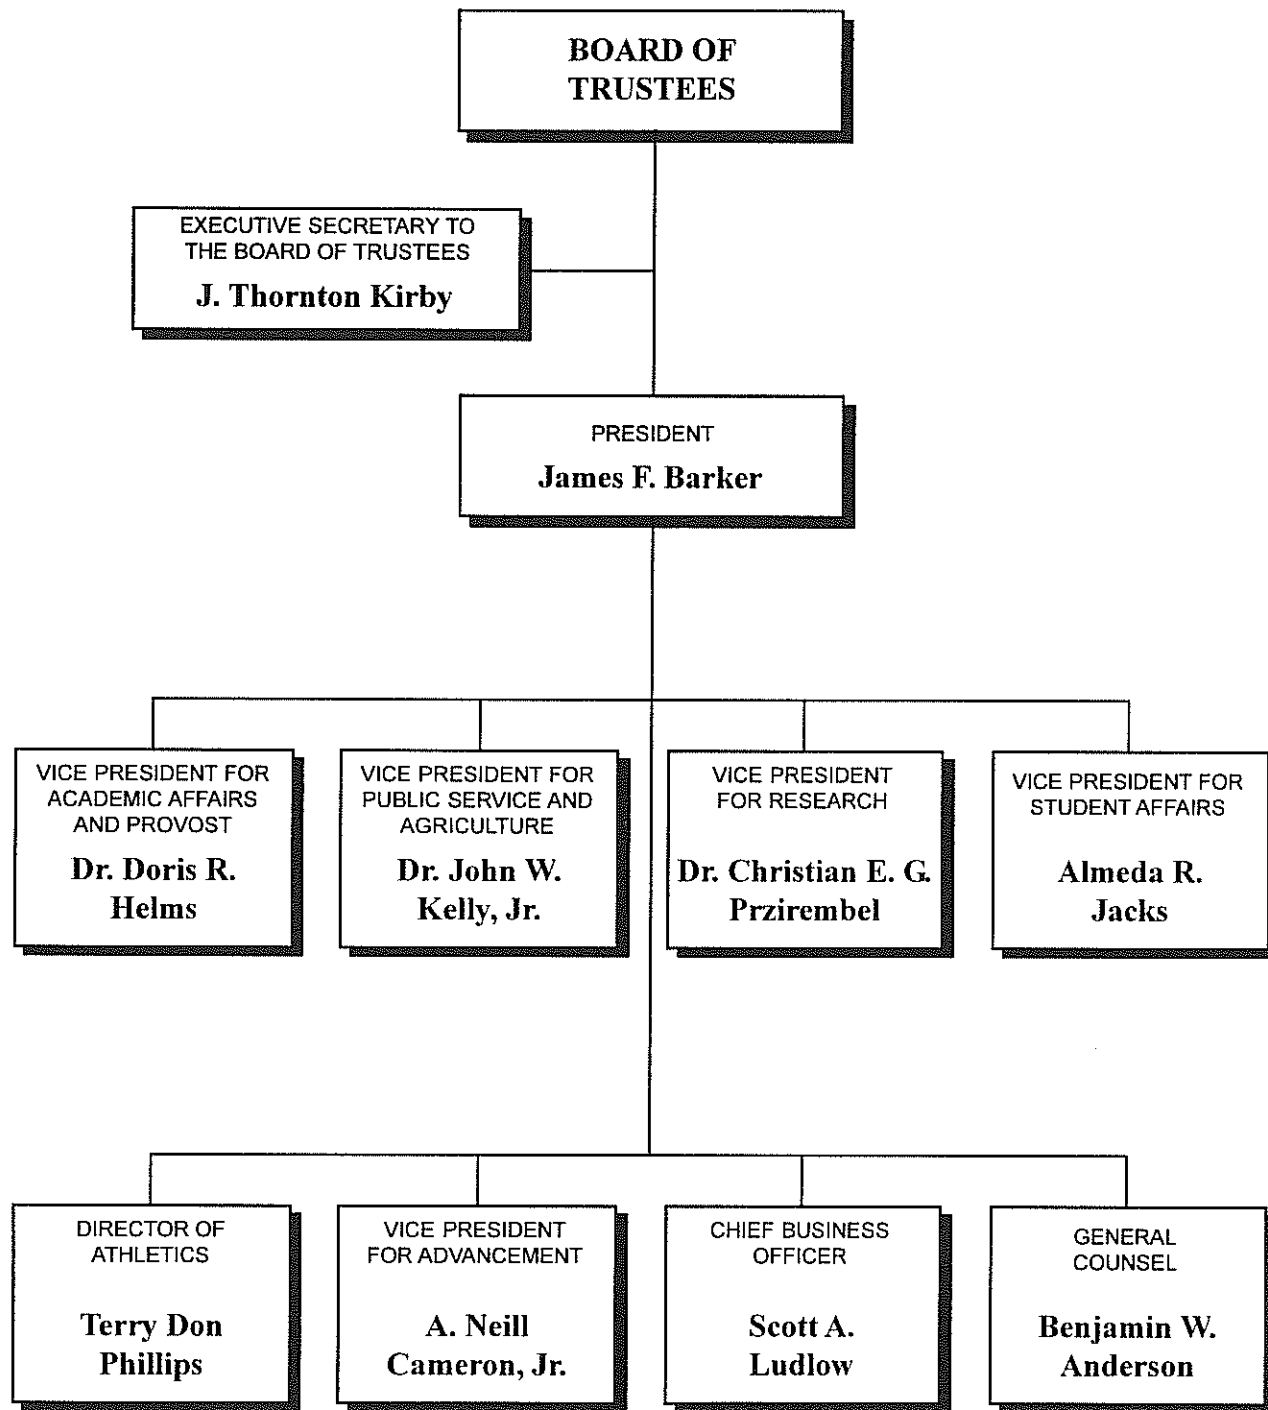 BOARD OF
TRUSTEES
EXECUTIVE SECRETARY TO
THE BOARD OF TRUSTEES
J. Thornton Kirby
PRESIDENT
James F. Barker
VICE PRESIDENT FOR
ACADEMIC AFFAIRS
AND PROVOST
Dr. Doris R.
Helms
VICE PRESIDENT FOR
PUBLIC SERVICE AND
AGRICULTURE
Dr. John W.
Kelly, Jr.
VICE PRESIDENT
FOR RESEARCH
Dr. Christian E. G.
Przirembel
VICE PRESIDENT FOR
STUDENT AFFAIRS
Almeda R.
Jacks
DIRECTOR OF
ATHLETICS
Terry Don
Phillips
VICE PRESIDENT
FOR ADVANCEMENT
A. Neill
Cameron, Jr.
CHIEF BUSINESS
OFFICER
Scott A.
Ludlow
GENERAL
COUNSEL
Benjamin W.
Anderson